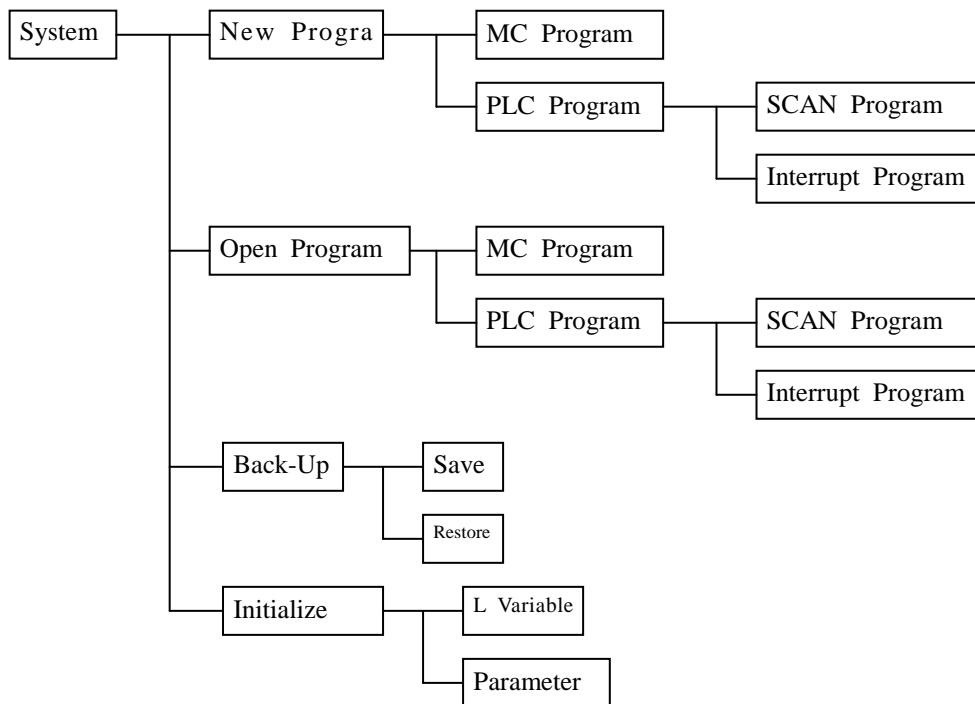 System
New Progra
MC Program
PLC Program
SCAN Program
Interrupt Program
Open Program
MC Program
PLC Program
SCAN Program
Interrupt Program
Back-Up
Save
Restore
Initialize
L Variable
Parameter